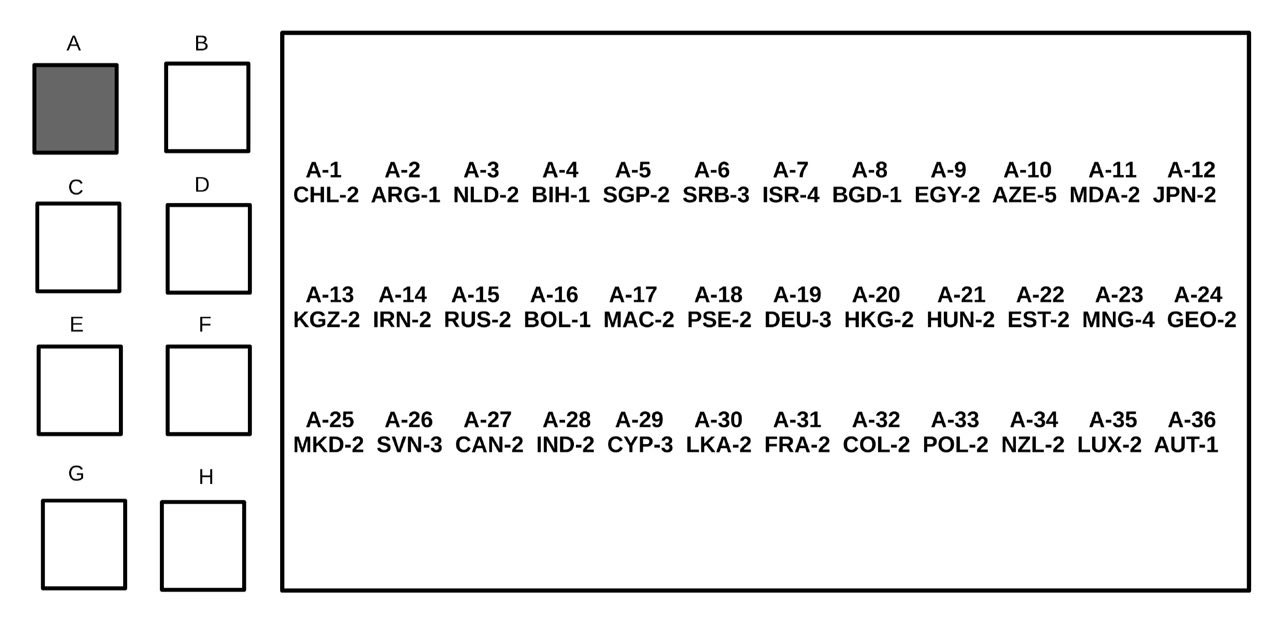 A B
C D
E F
G H
A-1 A-2 A-3 A-4 A-5 A-6 A-7 A-8 A-9 A-10 A-11 A-12
CHL-2 ARG-1 NLD-2 BIH-1 SGP-2 SRB-3 ISR-4 BGD-1 EGY-2 AZE-5 MDA-2 JPN-2
A-13 A-14 A-15 A-16 A-17 A-18 A-19 A-20 A-21 A-22 A-23 A-24
KGZ-2 IRN-2 RUS-2 BOL-1 MAC-2 PSE-2 DEU-3 HKG-2 HUN-2 EST-2 MNG-4 GEO-2
A-25 A-26 A-27 A-28 A-29 A-30 A-31 A-32 A-33 A-34 A-35 A-36
MKD-2 SVN-3 CAN-2 IND-2 CYP-3 LKA-2 FRA-2 COL-2 POL-2 NZL-2 LUX-2 AUT-1